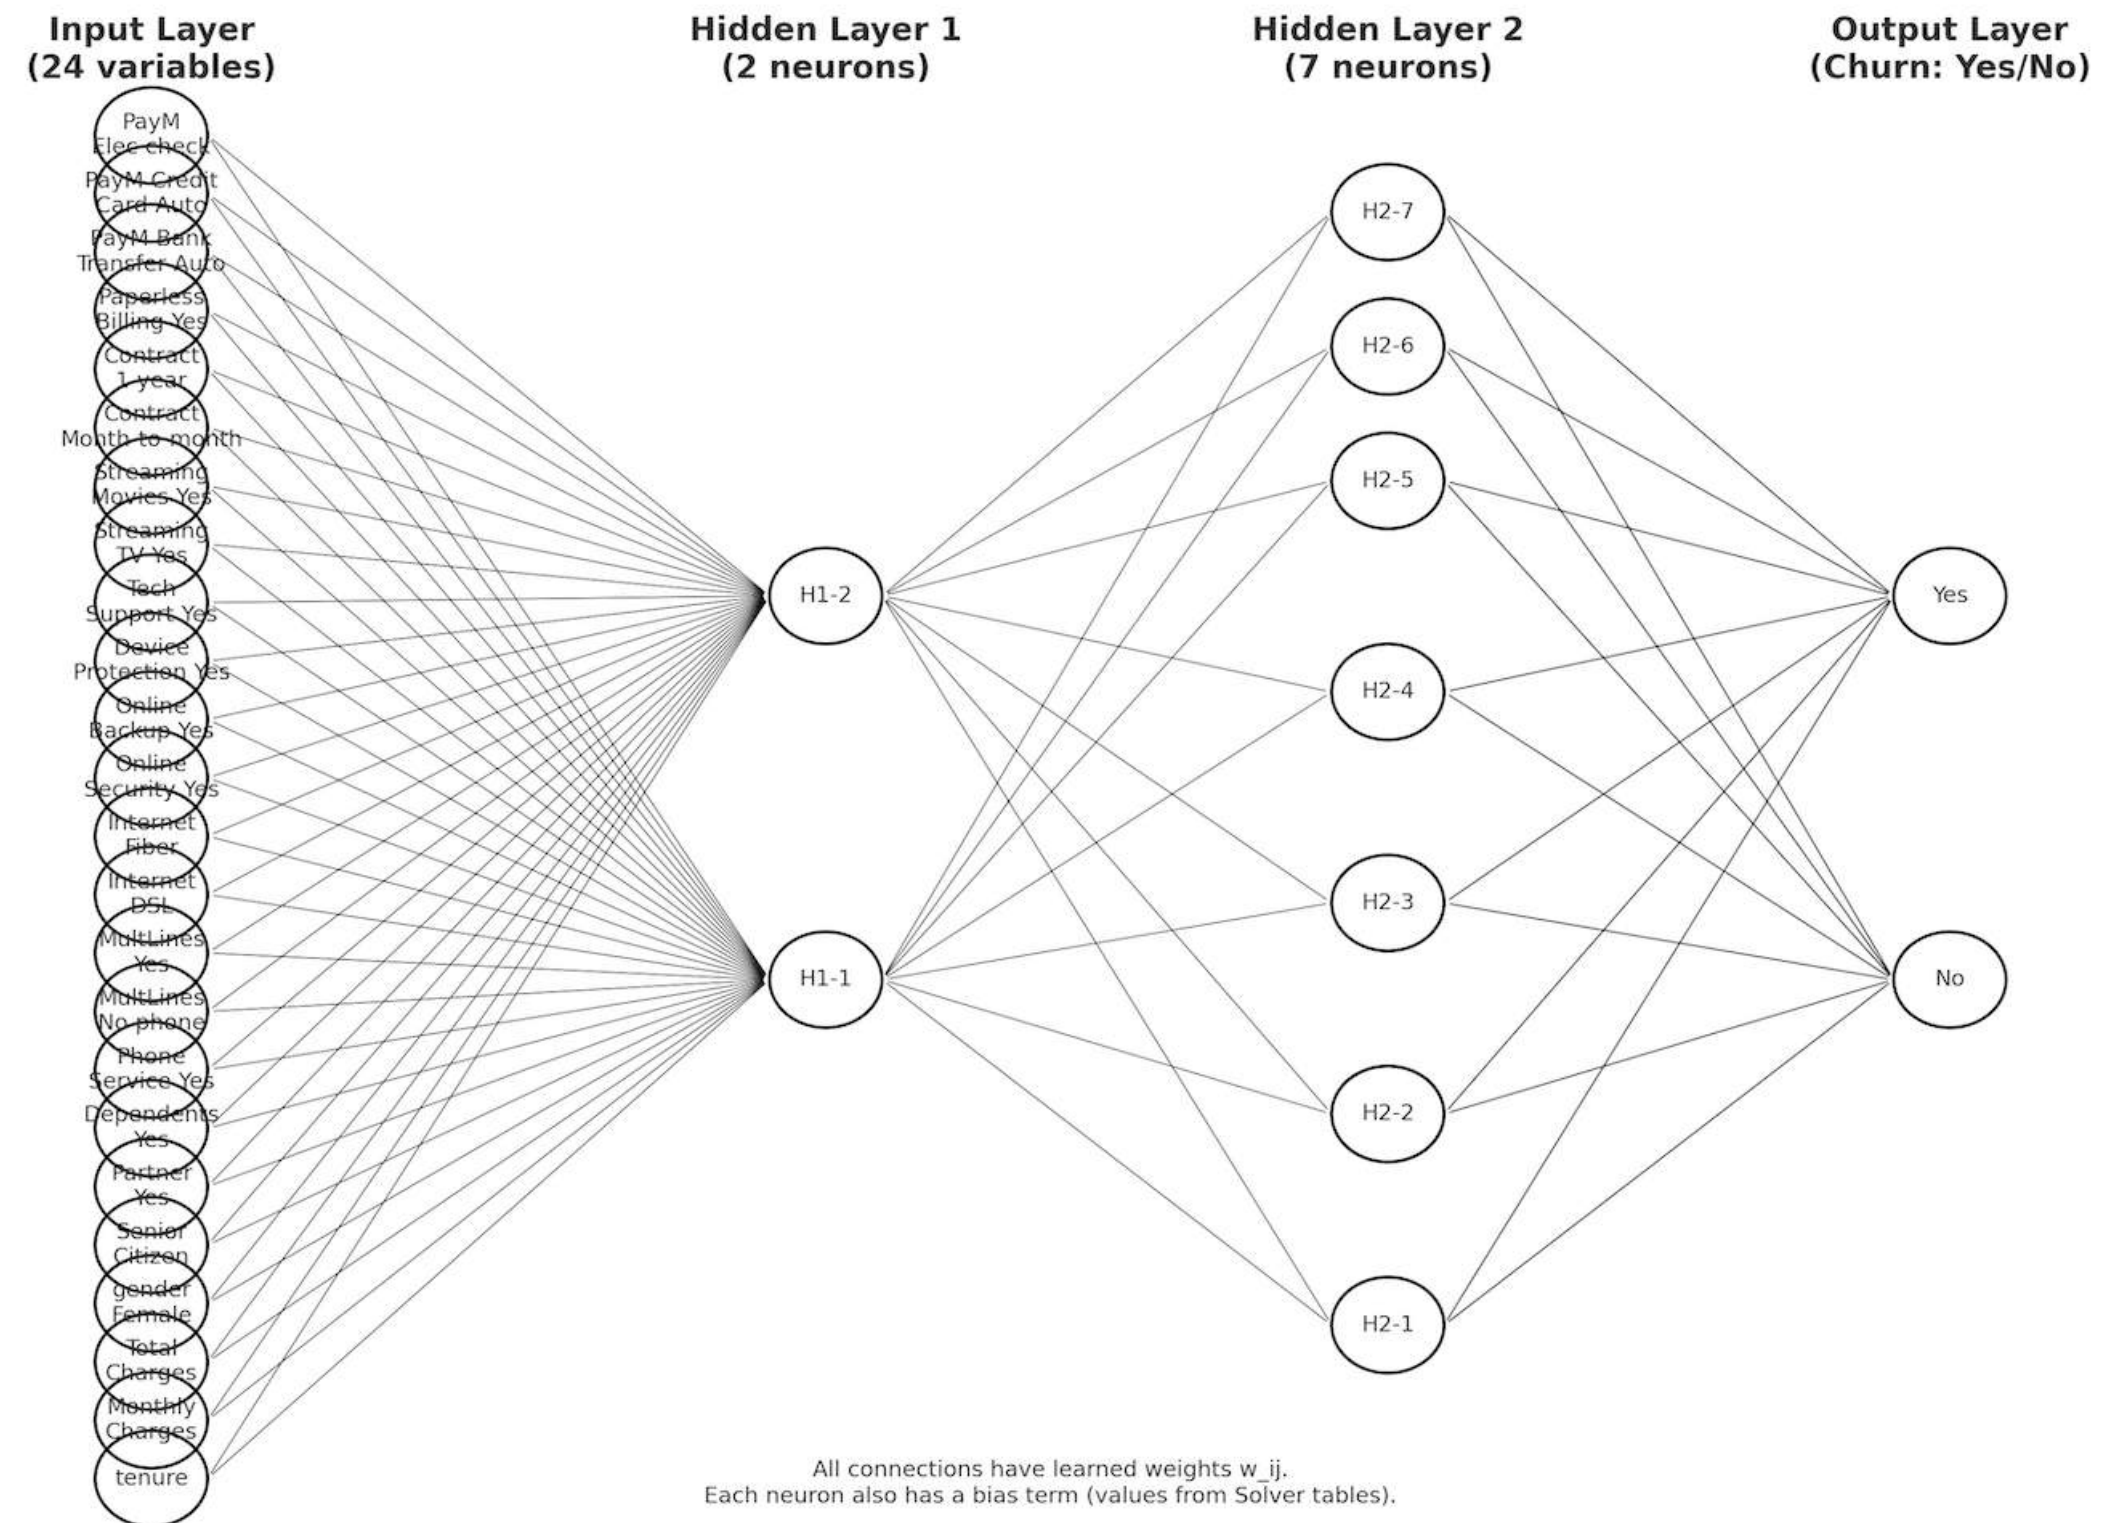 Input Layer
(24 variables)
Hidden Layer 1
(2 neurons)
Hidden Layer 2
(7 neurons)
Output Layer
(Churn: Yes/No)
PayM
Elec check
PayM Credit
Card Auto
PayM Bank
Transfer Auto
Paperless
Billing Yes
Contract
1 year
Contract
Month to month
Streaming
Movies Yes
Streaming
TV Yes
Tech
Support Yes
Device
Protection Yes
Online
Backup Yes
Online
Security Yes
Internet
Fiber
Internet
DSL
MultLines
Yes
MultLines
No phone
Phone
Service Yes
Dependents
Yes
Partner
Yes
Senior
Citizen
gender
Female
Total
Charges
Monthly
Charges
tenure
H1-2
H1-1
H2-7
H2-6
H2-5
H2-4
H2-3
H2-2
H2-1
Yes
No
All connections have learned weights w_ij.
Each neuron also has a bias term (values from Solver tables).